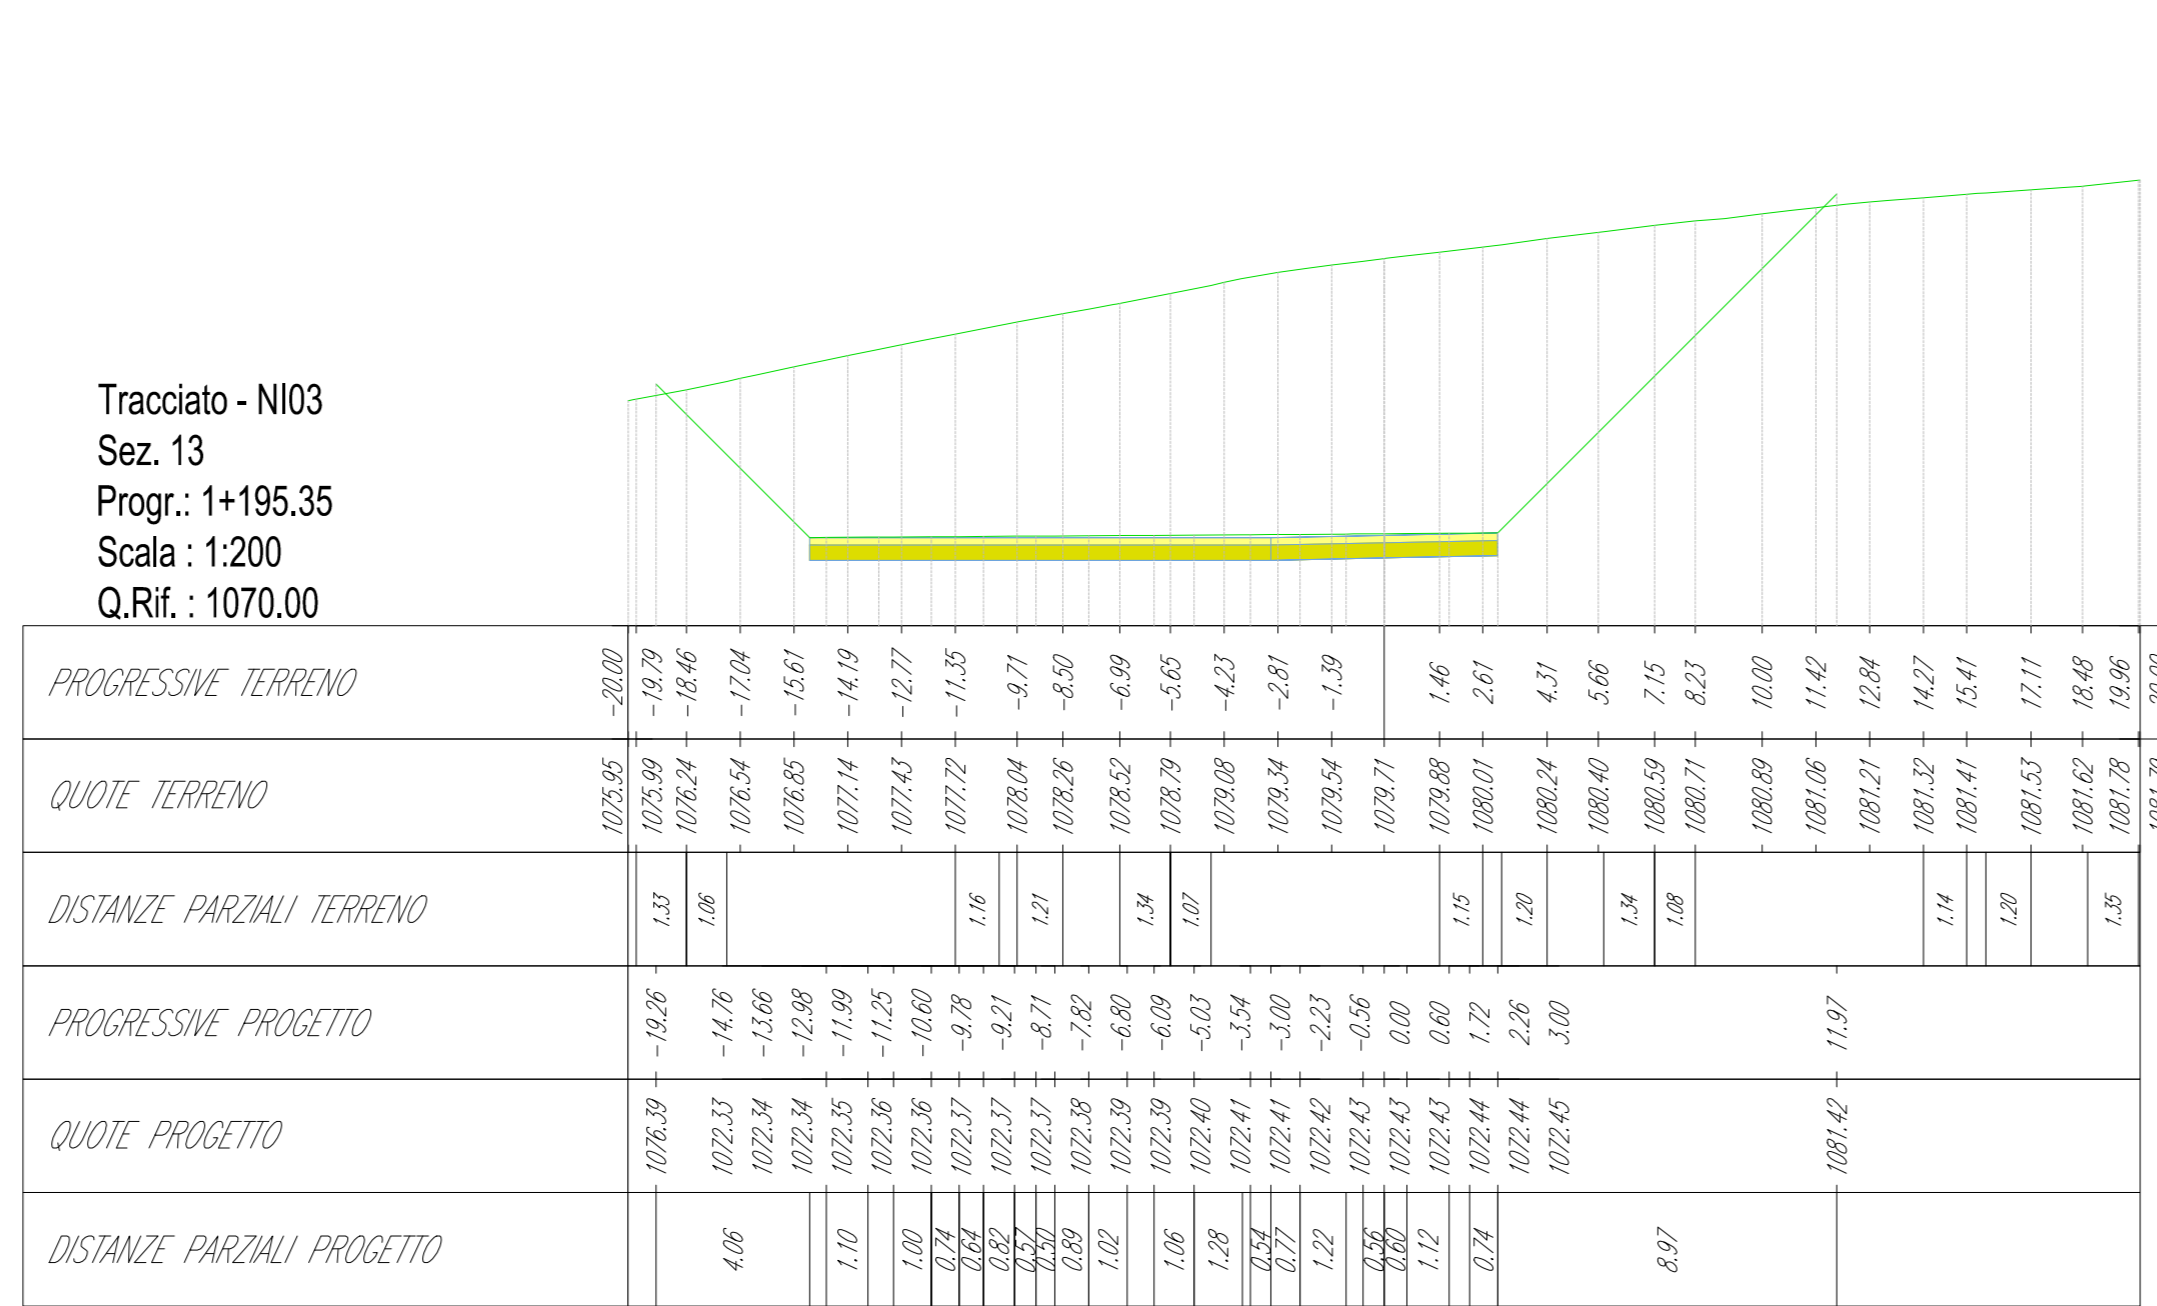 Tracciato - NI03
Sez. 13
Progr.: 1+195.35
Scala : 1:200
Q.Rif. : 1070.00
PROGRESSIVE TERRENO -20.00 -19.79 -18.46 -17.04 -15.61 -14.19 -12.77 -11.35 -9.71 -8.50 -6.99 -5.65 -4.23 -2.81 -1.39 1.46 2.61 4.31 5.66 7.15 8.23 10.00 11.42 12.84 14.27 15.41 17.11 18.48 19.96
QUOTE TERRENO 1075.95 1075.99 1076.24 1076.54 1076.85 1077.14 1077.43 1077.72 1078.04 1078.26 1078.52 1078.79 1079.08 1079.34 1079.54 1079.71 1079.88 1080.01 1080.24 1080.40 1080.59 1080.71 1080.89 1081.06 1081.21 1081.32 1081.41 1081.53 1081.62 1081.78
DISTANZE PARZIALI TERRENO 1.33 1.06 1.16 1.21 1.34 1.07 1.15 1.20 1.34 1.08 1.14 1.20 1.35
PROGRESSIVE PROGETTO -19.26 -14.76 -13.66 -12.98 -11.99 -11.25 -10.60 -9.78 -9.21 -8.71 -7.82 -6.80 -6.09 -5.03 -3.54 -3.00 -2.23 -0.56 0.00 0.60 1.72 2.26 3.00 11.97
QUOTE PROGETTO 1076.39 1072.33 1072.34 1072.34 1072.35 1072.36 1072.36 1072.37 1072.37 1072.37 1072.38 1072.39 1072.39 1072.40 1072.41 1072.41 1072.42 1072.43 1072.43 1072.43 1072.44 1072.44 1072.45 1081.42
DISTANZE PARZIALI PROGETTO 4.06 1.10 1.00 0.74 0.64 0.82 0.57 0.50 0.89 1.02 1.06 1.28 0.54 0.77 1.22 0.56 0.60 1.12 0.74 8.97